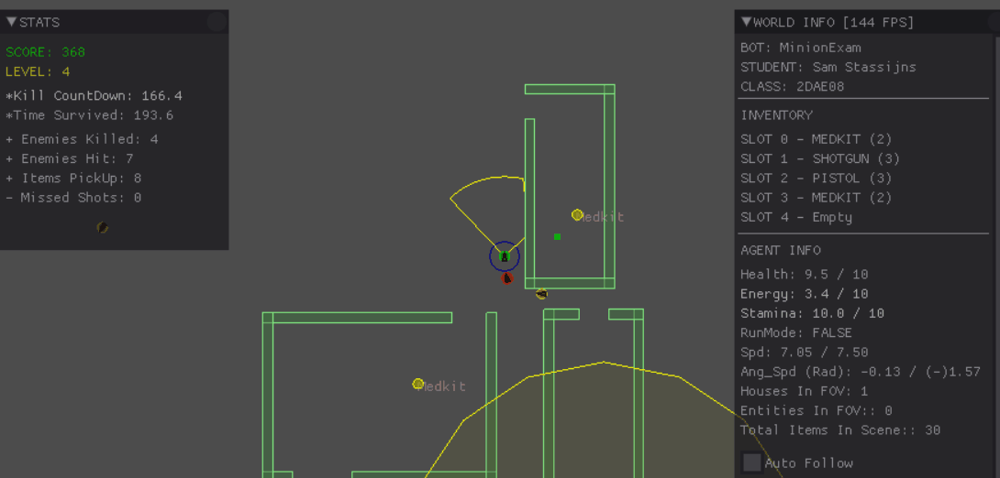 STATS
SCORE: 368
LEVEL: 4
*Kill CountDown: 166.4
*Time Survived: 193.6
+ Enemies Killed: 4
+ Enemies Hit: 7
+ Items PickUp: 8
- Missed Shots: 0
Medkit
Medkit
WORLD INFO [144 FPS]
BOT: MinionExam
STUDENT: Sam Stassijns
CLASS: 2DAE08
INVENTORY
SLOT 0 - MEDKIT (2)
SLOT 1 - SHOTGUN (3)
SLOT 2 - PISTOL (3)
SLOT 3 - MEDKIT (2)
SLOT 4 - Empty
AGENT INFO
Health: 9.5 / 10
Energy: 3.4 / 10
Stamina: 10.0 / 10
RunMode: FALSE
Spd: 7.05 / 7.50
Ang_Spd (Rad): -0.13 / (-)1.57
Houses In FOV: 1
Entities In FOV:: 0
Total Items In Scene:: 30
Auto Follow